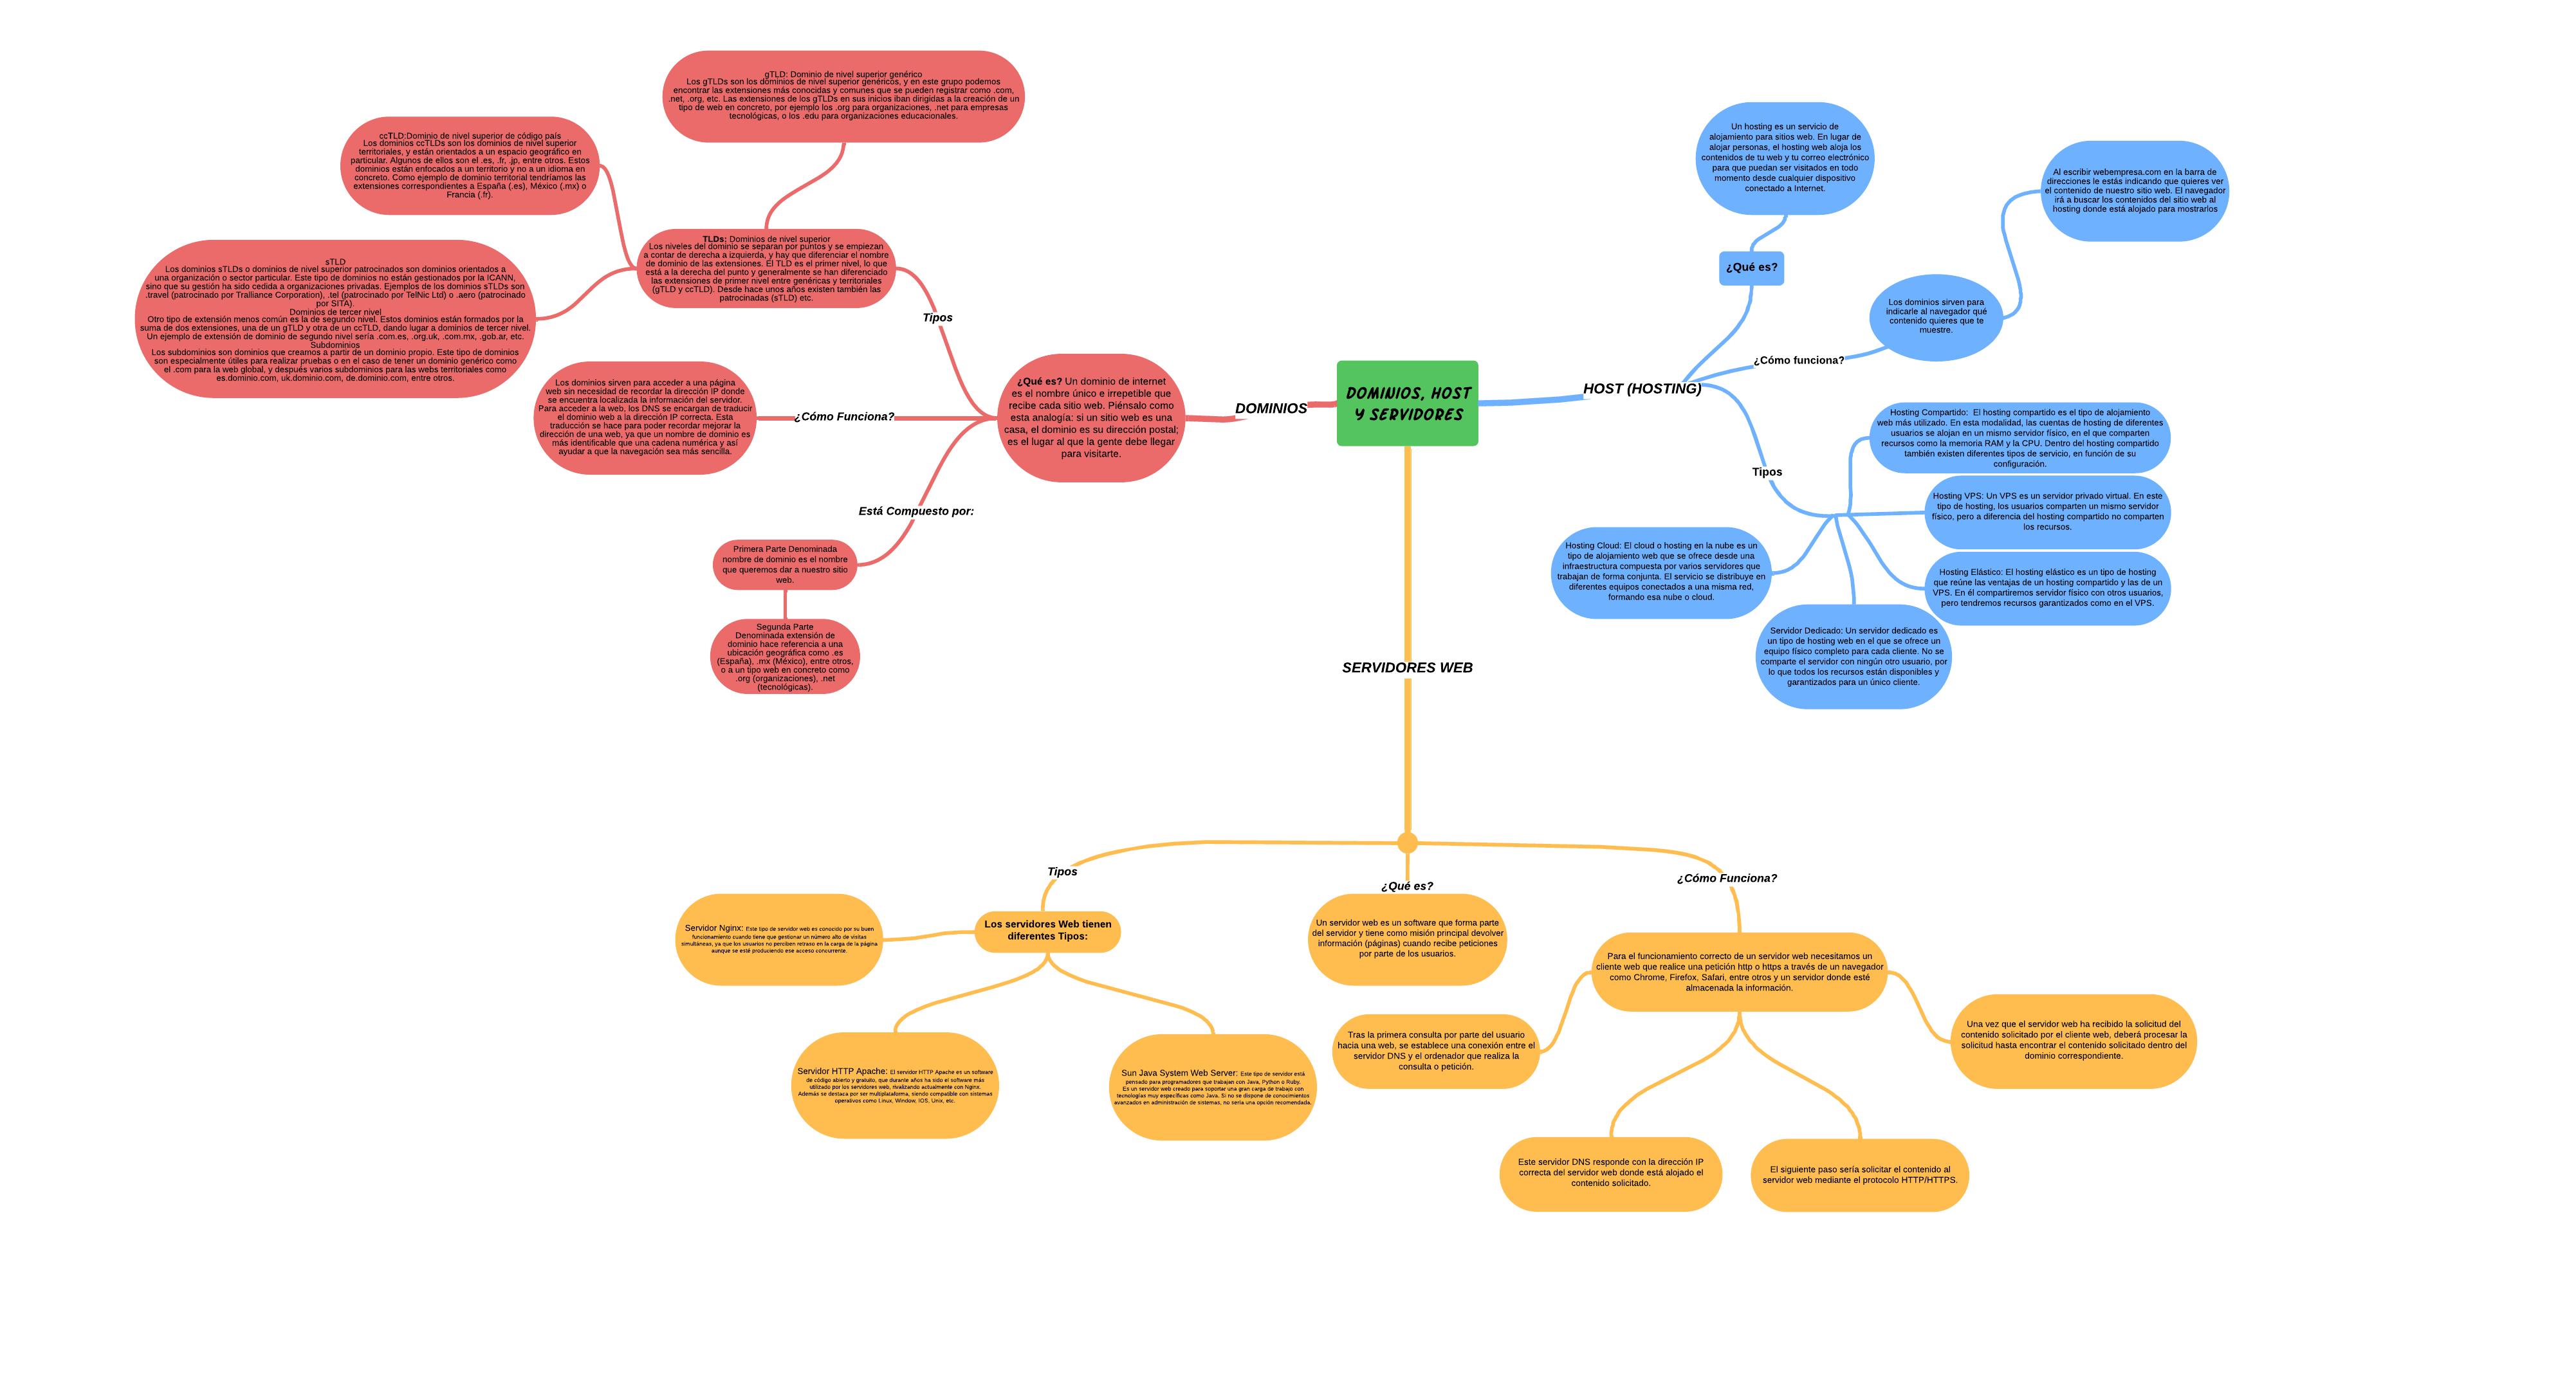 DOMINIOS, HOST
Y SERVIDORES
DOMINIOS
¿Qué es? Un dominio de internet
es el nombre único e irrepetible que
recibe cada sitio web. Piénsalo como
esta analogía: si un sitio web es una
casa, el dominio es su dirección postal;
es el lugar al que la gente debe llegar
para visitarte.
Tipos
TLDs: Dominios de nivel superior
Los niveles del dominio se separan por puntos y se empiezan
a contar de derecha a izquierda, y hay que diferenciar el nombre
de dominio de las extensiones. El TLD es el primer nivel, lo que
está a la derecha del punto y generalmente se han diferenciado
las extensiones de primer nivel entre genéricas y territoriales
(gTLD y ccTLD). Desde hace unos años existen también las
patrocinadas (sTLD) etc.
gTLD: Dominio de nivel superior genérico
Los gTLDs son los dominios de nivel superior genéricos, y en este grupo podemos
encontrar las extensiones más conocidas y comunes que se pueden registrar como .com,
.net, .org, etc. Las extensiones de los gTLDs en sus inicios iban dirigidas a la creación de un
tipo de web en concreto, por ejemplo los .org para organizaciones, .net para empresas
tecnológicas, o los .edu para organizaciones educacionales.
ccTLD:Dominio de nivel superior de código país
Los dominios ccTLDs son los dominios de nivel superior
territoriales, y están orientados a un espacio geográfico en
particular. Algunos de ellos son el .es, .fr, .jp, entre otros. Estos
dominios están enfocados a un territorio y no a un idioma en
concreto. Como ejemplo de dominio territorial tendríamos las
extensiones correspondientes a España (.es), México (.mx) o
Francia (.fr).
sTLD
Los dominios sTLDs o dominios de nivel superior patrocinados son dominios orientados a
una organización o sector particular. Este tipo de dominios no están gestionados por la ICANN,
sino que su gestión ha sido cedida a organizaciones privadas. Ejemplos de los dominios sTLDs son
.travel (patrocinado por Tralliance Corporation), .tel (patrocinado por TelNic Ltd) o .aero (patrocinado
por SITA).
Dominios de tercer nivel
Otro tipo de extensión menos común es la de segundo nivel. Estos dominios están formados por la
suma de dos extensiones, una de un gTLD y otra de un ccTLD, dando lugar a dominios de tercer nivel.
Un ejemplo de extensión de dominio de segundo nivel sería .com.es, .org.uk, .com.mx, .gob.ar, etc.
Subdominios
Los subdominios son dominios que creamos a partir de un dominio propio. Este tipo de dominios
son especialmente útiles para realizar pruebas o en el caso de tener un dominio genérico como
el .com para la web global, y después varios subdominios para las webs territoriales como
es.dominio.com, uk.dominio.com, de.dominio.com, entre otros.
¿Cómo Funciona?
Los dominios sirven para acceder a una página
web sin necesidad de recordar la dirección IP donde
se encuentra localizada la información del servidor.
Para acceder a la web, los DNS se encargan de traducir
el dominio web a la dirección IP correcta. Esta
traducción se hace para poder recordar mejorar la
dirección de una web, ya que un nombre de dominio es
más identificable que una cadena numérica y así
ayudar a que la navegación sea más sencilla.
Está Compuesto por:
Primera Parte Denominada
nombre de dominio es el nombre
que queremos dar a nuestro sitio
web.
Segunda Parte
Denominada extensión de
dominio hace referencia a una
ubicación geográfica como .es
(España), .mx (México), entre otros,
o a un tipo web en concreto como
.org (organizaciones), .net
(tecnológicas).
HOST (HOSTING)
¿Qué es?
Un hosting es un servicio de
alojamiento para sitios web. En lugar de
alojar personas, el hosting web aloja los
contenidos de tu web y tu correo electrónico
para que puedan ser visitados en todo
momento desde cualquier dispositivo
conectado a Internet.
¿Cómo funciona?
Los dominios sirven para
indicarle al navegador qué
contenido quieres que te
muestre.
Al escribir webempresa.com en la barra de
direcciones le estás indicando que quieres ver
el contenido de nuestro sitio web. El navegador
irá a buscar los contenidos del sitio web al
hosting donde está alojado para mostrarlos
Tipos
Hosting Compartido:  El hosting compartido es el tipo de alojamiento
web más utilizado. En esta modalidad, las cuentas de hosting de diferentes
usuarios se alojan en un mismo servidor físico, en el que comparten
recursos como la memoria RAM y la CPU. Dentro del hosting compartido
también existen diferentes tipos de servicio, en función de su
configuración.
Hosting VPS: Un VPS es un servidor privado virtual. En este
tipo de hosting, los usuarios comparten un mismo servidor
físico, pero a diferencia del hosting compartido no comparten
los recursos.
Hosting Elástico: El hosting elástico es un tipo de hosting
que reúne las ventajas de un hosting compartido y las de un
VPS. En él compartiremos servidor físico con otros usuarios,
pero tendremos recursos garantizados como en el VPS.
Servidor Dedicado: Un servidor dedicado es
un tipo de hosting web en el que se ofrece un
equipo físico completo para cada cliente. No se
comparte el servidor con ningún otro usuario, por
lo que todos los recursos están disponibles y
garantizados para un único cliente.
Hosting Cloud: El cloud o hosting en la nube es un
tipo de alojamiento web que se ofrece desde una
infraestructura compuesta por varios servidores que
trabajan de forma conjunta. El servicio se distribuye en
diferentes equipos conectados a una misma red,
formando esa nube o cloud.
SERVIDORES WEB
Tipos
Los servidores Web tienen
diferentes Tipos:
Servidor Nginx: Este tipo de servidor web es conocido por su buen
funcionamiento cuando tiene que gestionar un número alto de visitas
simultáneas, ya que los usuarios no perciben retraso en la carga de la página
aunque se esté produciendo ese acceso concurrente.
Servidor HTTP Apache: El servidor HTTP Apache es un software
de código abierto y gratuito, que durante años ha sido el software más
utilizado por los servidores web, rivalizando actualmente con Nginx.
Además se destaca por ser multiplataforma, siendo compatible con sistemas
operativos como Linux, Window, IOS, Unix, etc.
Sun Java System Web Server: Este tipo de servidor está
pensado para programadores que trabajan con Java, Python o Ruby.
Es un servidor web creado para soportar una gran carga de trabajo con
tecnologías muy específicas como Java. Si no se dispone de conocimientos
avanzados en administración de sistemas, no sería una opción recomendada.
¿Qué es?
Un servidor web es un software que forma parte
del servidor y tiene como misión principal devolver
información (páginas) cuando recibe peticiones
por parte de los usuarios.
¿Cómo Funciona?
Para el funcionamiento correcto de un servidor web necesitamos un
cliente web que realice una petición http o https a través de un navegador
como Chrome, Firefox, Safari, entre otros y un servidor donde esté
almacenada la información.
Tras la primera consulta por parte del usuario
hacia una web, se establece una conexión entre el
servidor DNS y el ordenador que realiza la
consulta o petición.
Este servidor DNS responde con la dirección IP
correcta del servidor web donde está alojado el
contenido solicitado.
El siguiente paso sería solicitar el contenido al
servidor web mediante el protocolo HTTP/HTTPS.
Una vez que el servidor web ha recibido la solicitud del
contenido solicitado por el cliente web, deberá procesar la
solicitud hasta encontrar el contenido solicitado dentro del
dominio correspondiente.